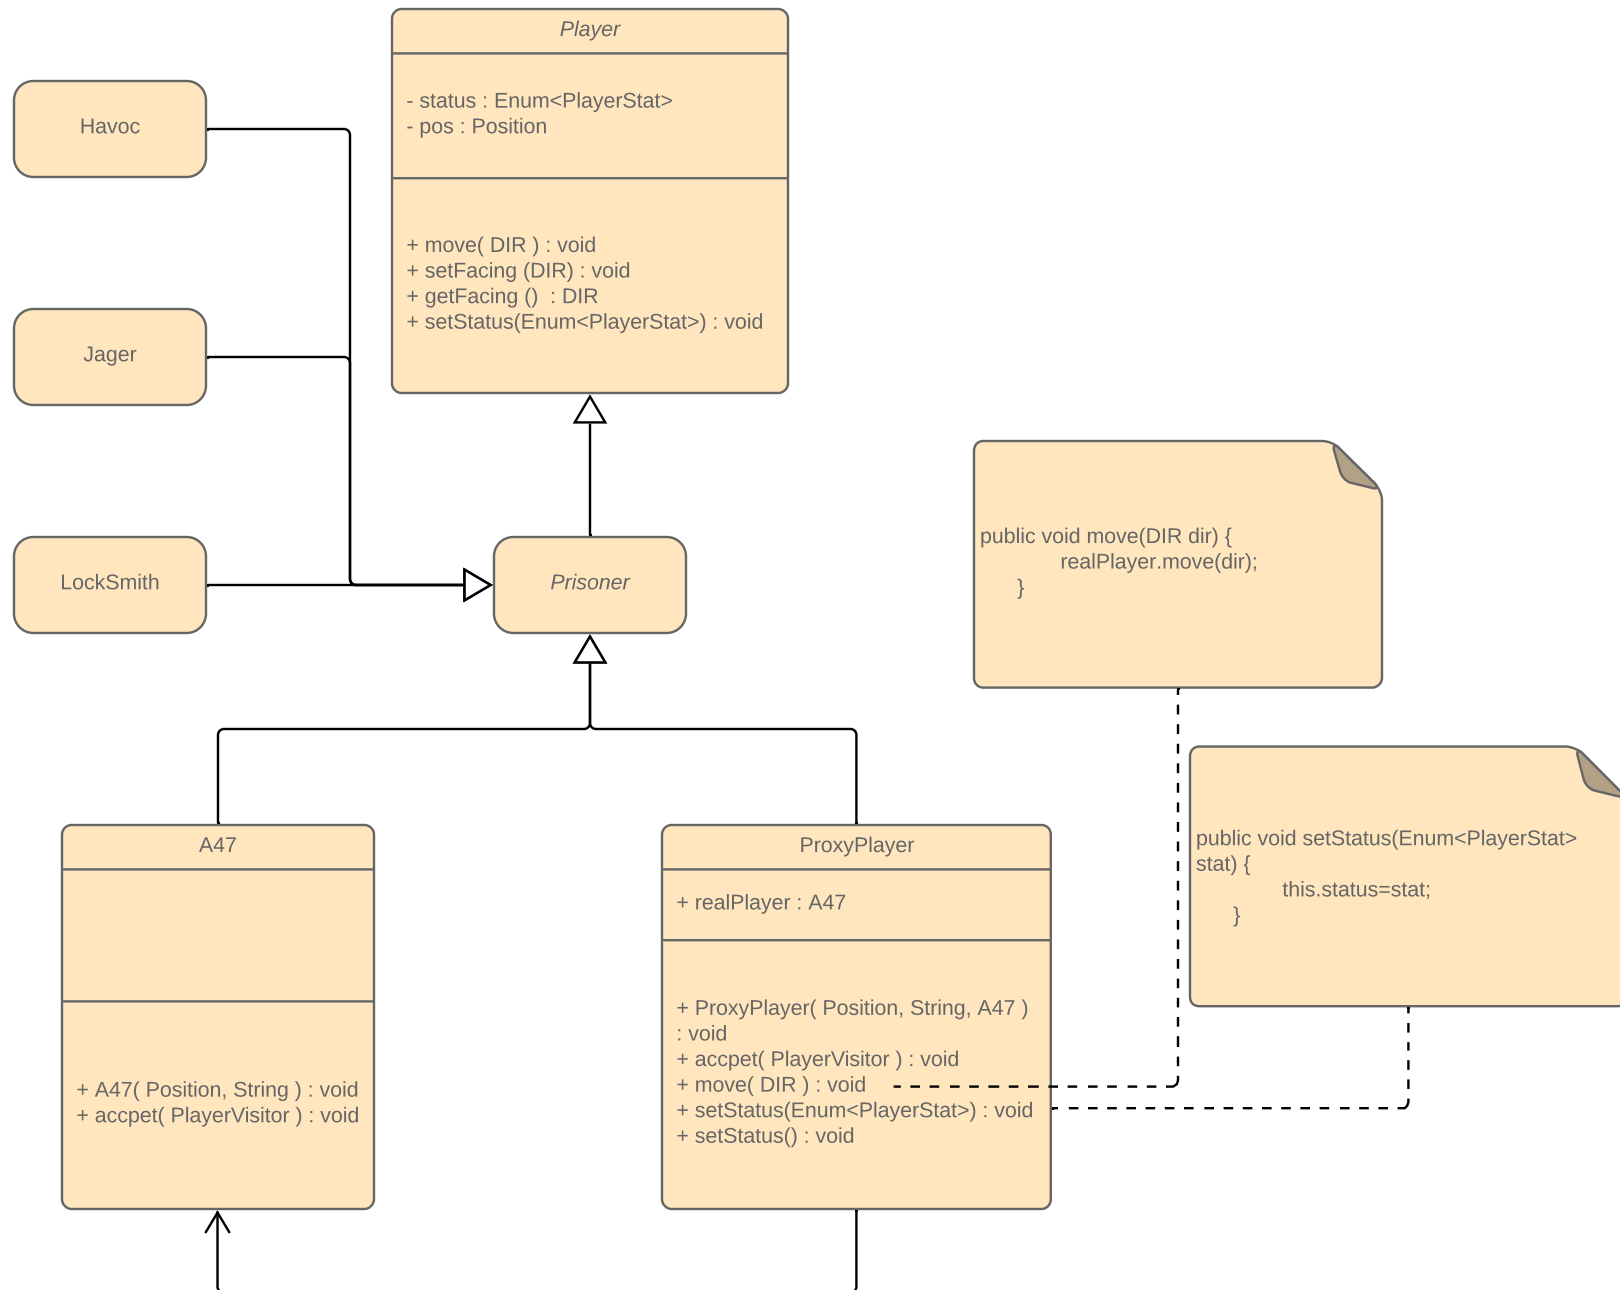 Player
- status : Enum<PlayerStat>
- pos : Position
+ move( DIR ) : void
+ setFacing (DIR) : void
+ getFacing ()  : DIR
+ setStatus(Enum<PlayerStat>) : void
Havoc
Jager
LockSmith
Prisoner
public void move(DIR dir) {
realPlayer.move(dir);
}
public void setStatus(Enum<PlayerStat>
stat) {
this.status=stat;
}
A47
+ A47( Position, String ) : void
+ accpet( PlayerVisitor ) : void
ProxyPlayer
+ realPlayer : A47
+ ProxyPlayer( Position, String, A47 )
: void
+ accpet( PlayerVisitor ) : void
+ move( DIR ) : void
+ setStatus(Enum<PlayerStat>) : void
+ setStatus() : void